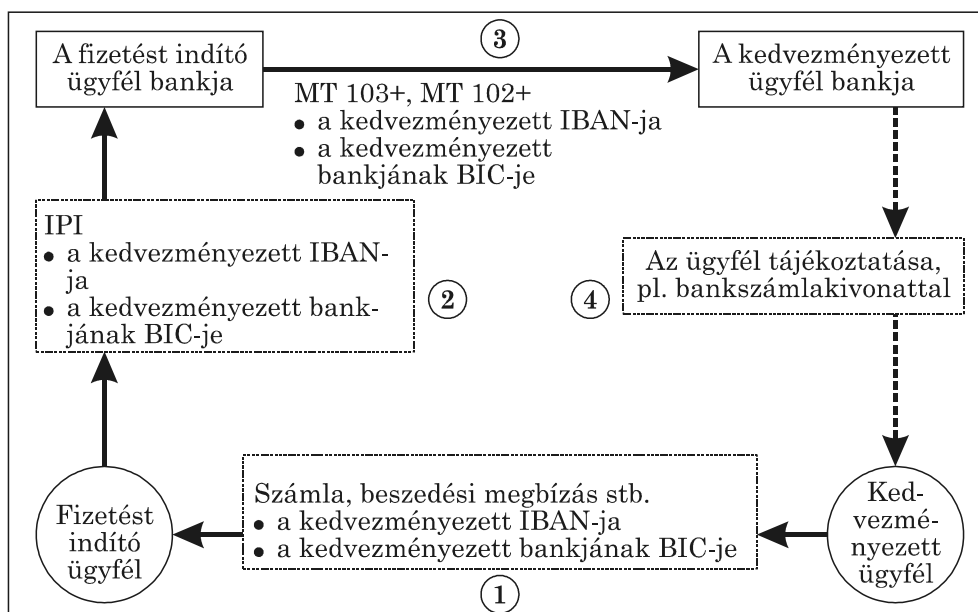 A fizetést indító
ügyfél bankja
3
A kedvezményezett
ügyfél bankja
MT 103+, MT 102+
• a kedvezményezett IBAN-ja
• a kedvezményezett
bankjának BIC-je
IPI
• a kedvezményezett IBAN-
ja
• a kedvezményezett bank-
jának BIC-je
2
4
Az ügyfél tájékoztatása,
pl. bankszámlakivonattal
Fizetést
indító
ügyfél
Számla, beszedési megbízás stb.
• a kedvezményezett IBAN-ja
• a kedvezményezett bankjának BIC-je
Ked-
vezmé-
nyezett
ügyfél
1